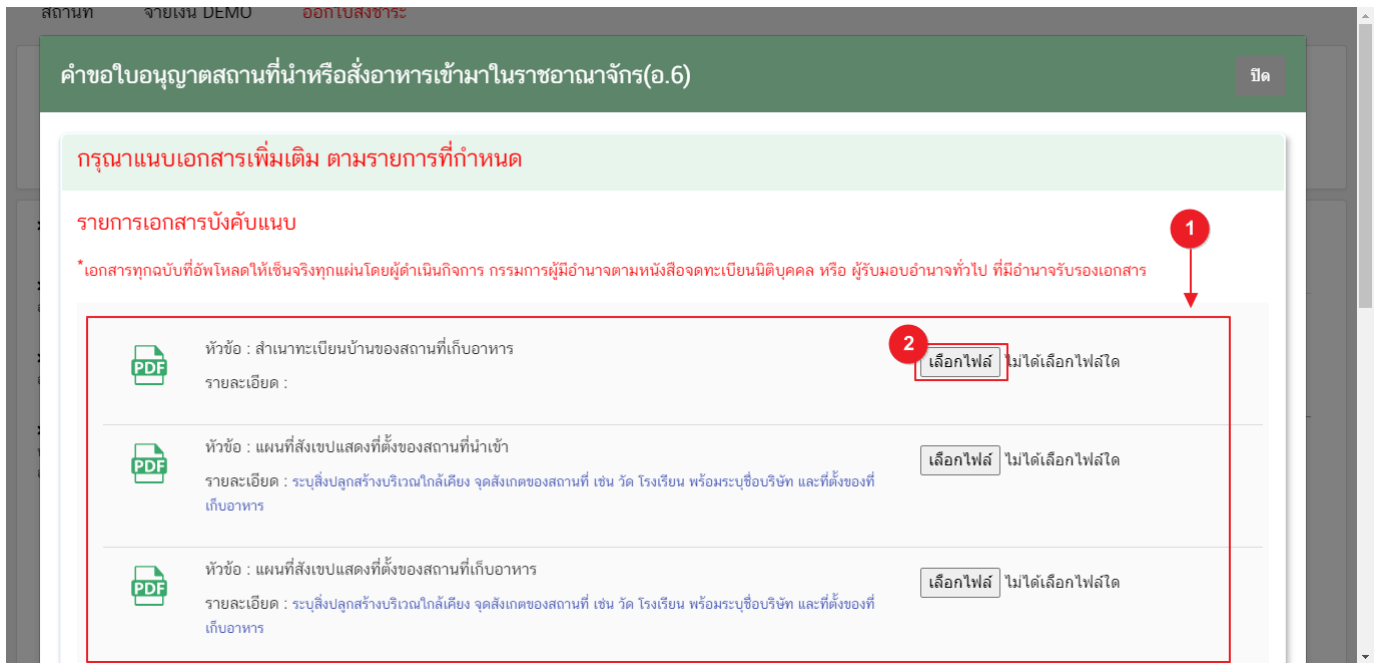 สถานที่ จ่ายเงิน DEMO ออกใบสั่งชำระ
คำขอใบอนุญาตสถานที่นำหรือสั่งอาหารเข้ามาในราชอาณาจักร(อ.6)
ปิด
กรุณาแนบเอกสารเพิ่มเติม ตามรายการที่กำหนด
รายการเอกสารบังคับแนบ
1
*เอกสารทุกฉบับที่อัพโหลดให้เซ็นจริงทุกแผ่นโดยผู้ดำเนินกิจการ กรรมการผู้มีอำนาจตามหนังสือจดทะเบียนนิติบุคคล หรือ ผู้รับมอบอำนาจทั่วไป ที่มีอำนาจรับรองเอกสาร
PDF
หัวข้อ : สำเนาทะเบียนบ้านของสถานที่เก็บอาหาร
รายละเอียด :
2
เลือกไฟล์ ไม่ได้เลือกไฟล์ใด
PDF
หัวข้อ : แผนที่สังเขปแสดงที่ตั้งของสถานที่นำเข้า
รายละเอียด : ระบุสิ่งปลูกสร้างบริเวณใกล้เคียง จุดสังเกตของสถานที่ เช่น วัด โรงเรียน พร้อมระบุชื่อบริษัท และที่ตั้งของที่
เก็บอาหาร
เลือกไฟล์ ไม่ได้เลือกไฟล์ใด
PDF
หัวข้อ : แผนที่สังเขปแสดงที่ตั้งของสถานที่เก็บอาหาร
รายละเอียด : ระบุสิ่งปลูกสร้างบริเวณใกล้เคียง จุดสังเกตของสถานที่ เช่น วัด โรงเรียน พร้อมระบุชื่อบริษัท และที่ตั้งของที่
เก็บอาหาร
เลือกไฟล์ ไม่ได้เลือกไฟล์ใด